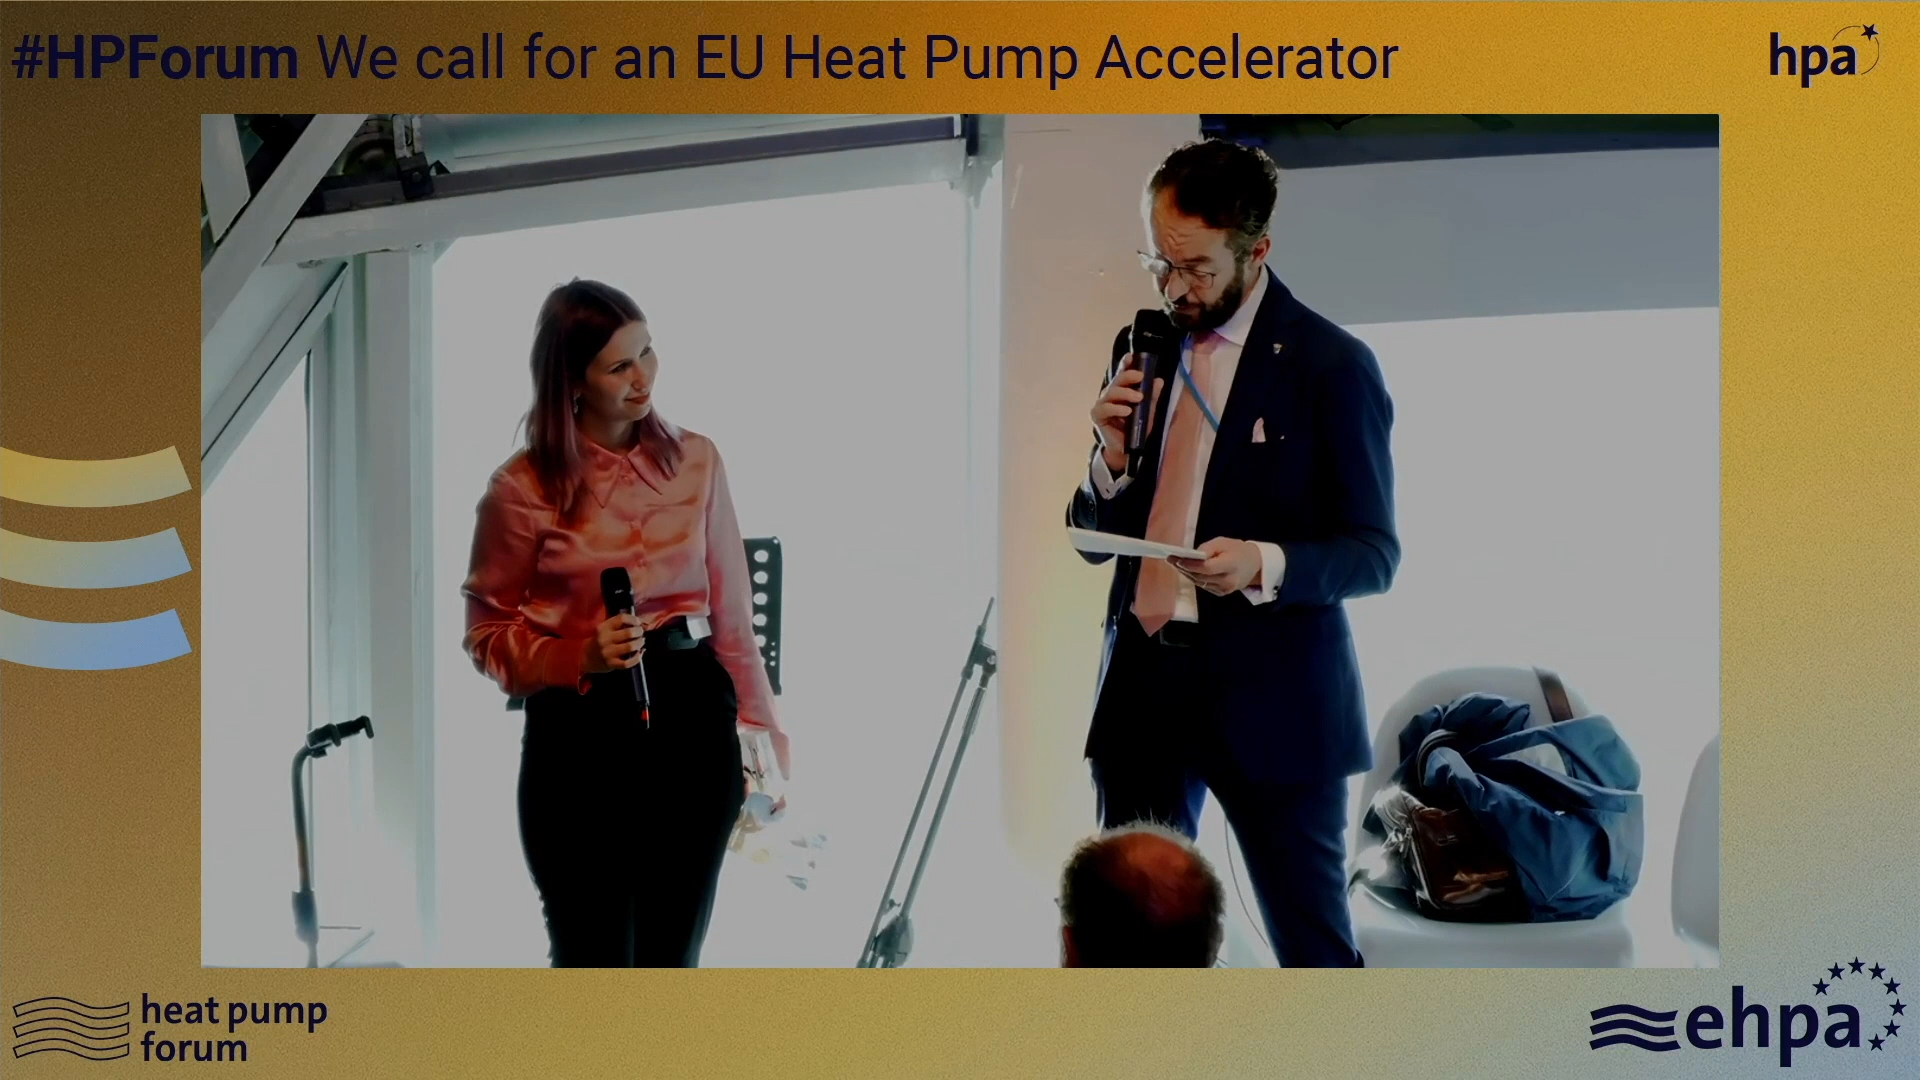 #HPForum We call for an EU Heat Pump Accelerator
hpa
heat pump
forum
ehpa